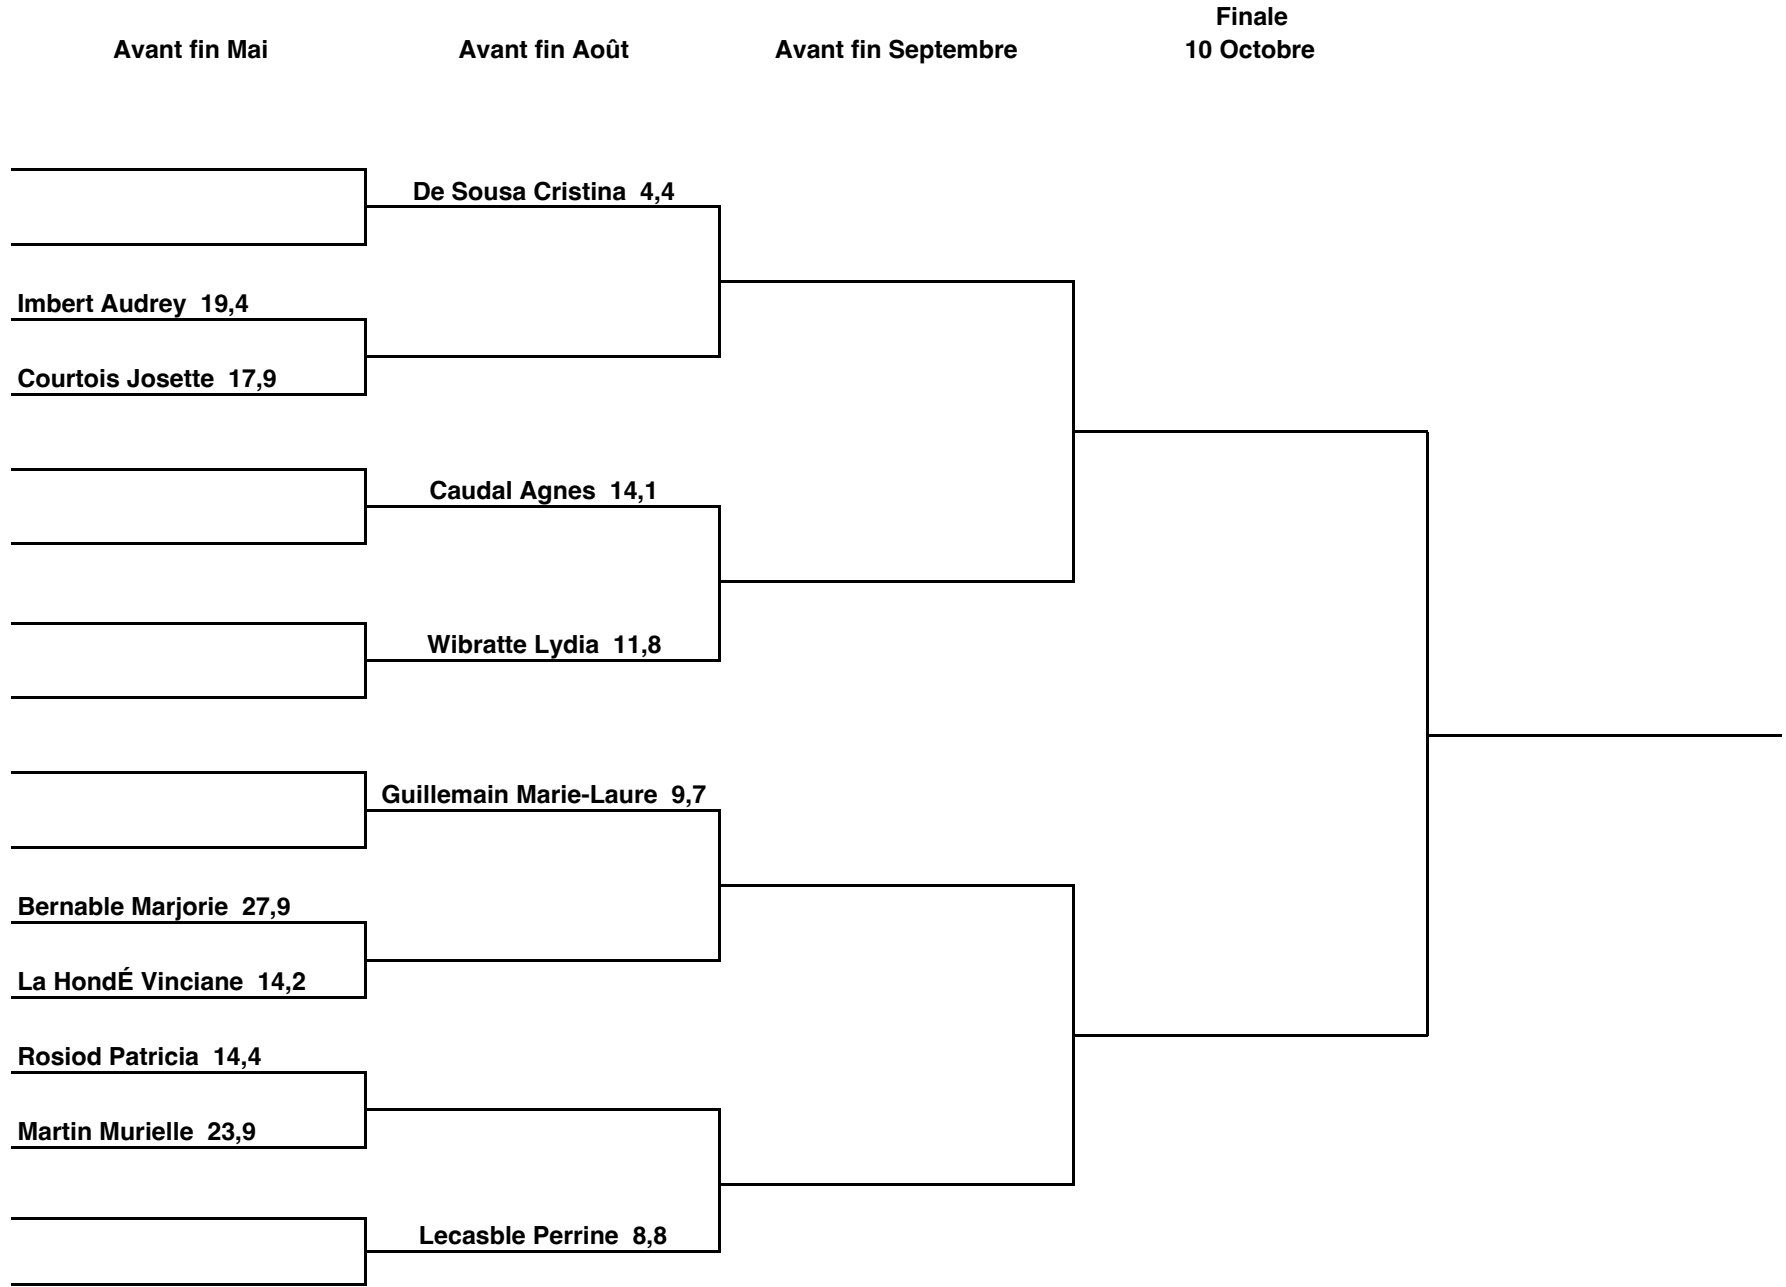 Finale
Avant fin Mai Avant fin Août Avant fin Septembre 10 Octobre
De Sousa Cristina 4,4
Imbert Audrey 19,4
Courtois Josette 17,9
Caudal Agnes 14,1
Wibratte Lydia 11,8
Guillemain Marie-Laure 9,7
Bernable Marjorie 27,9
La HondÉ Vinciane 14,2
Rosiod Patricia 14,4
Martin Murielle 23,9
Lecasble Perrine 8,8